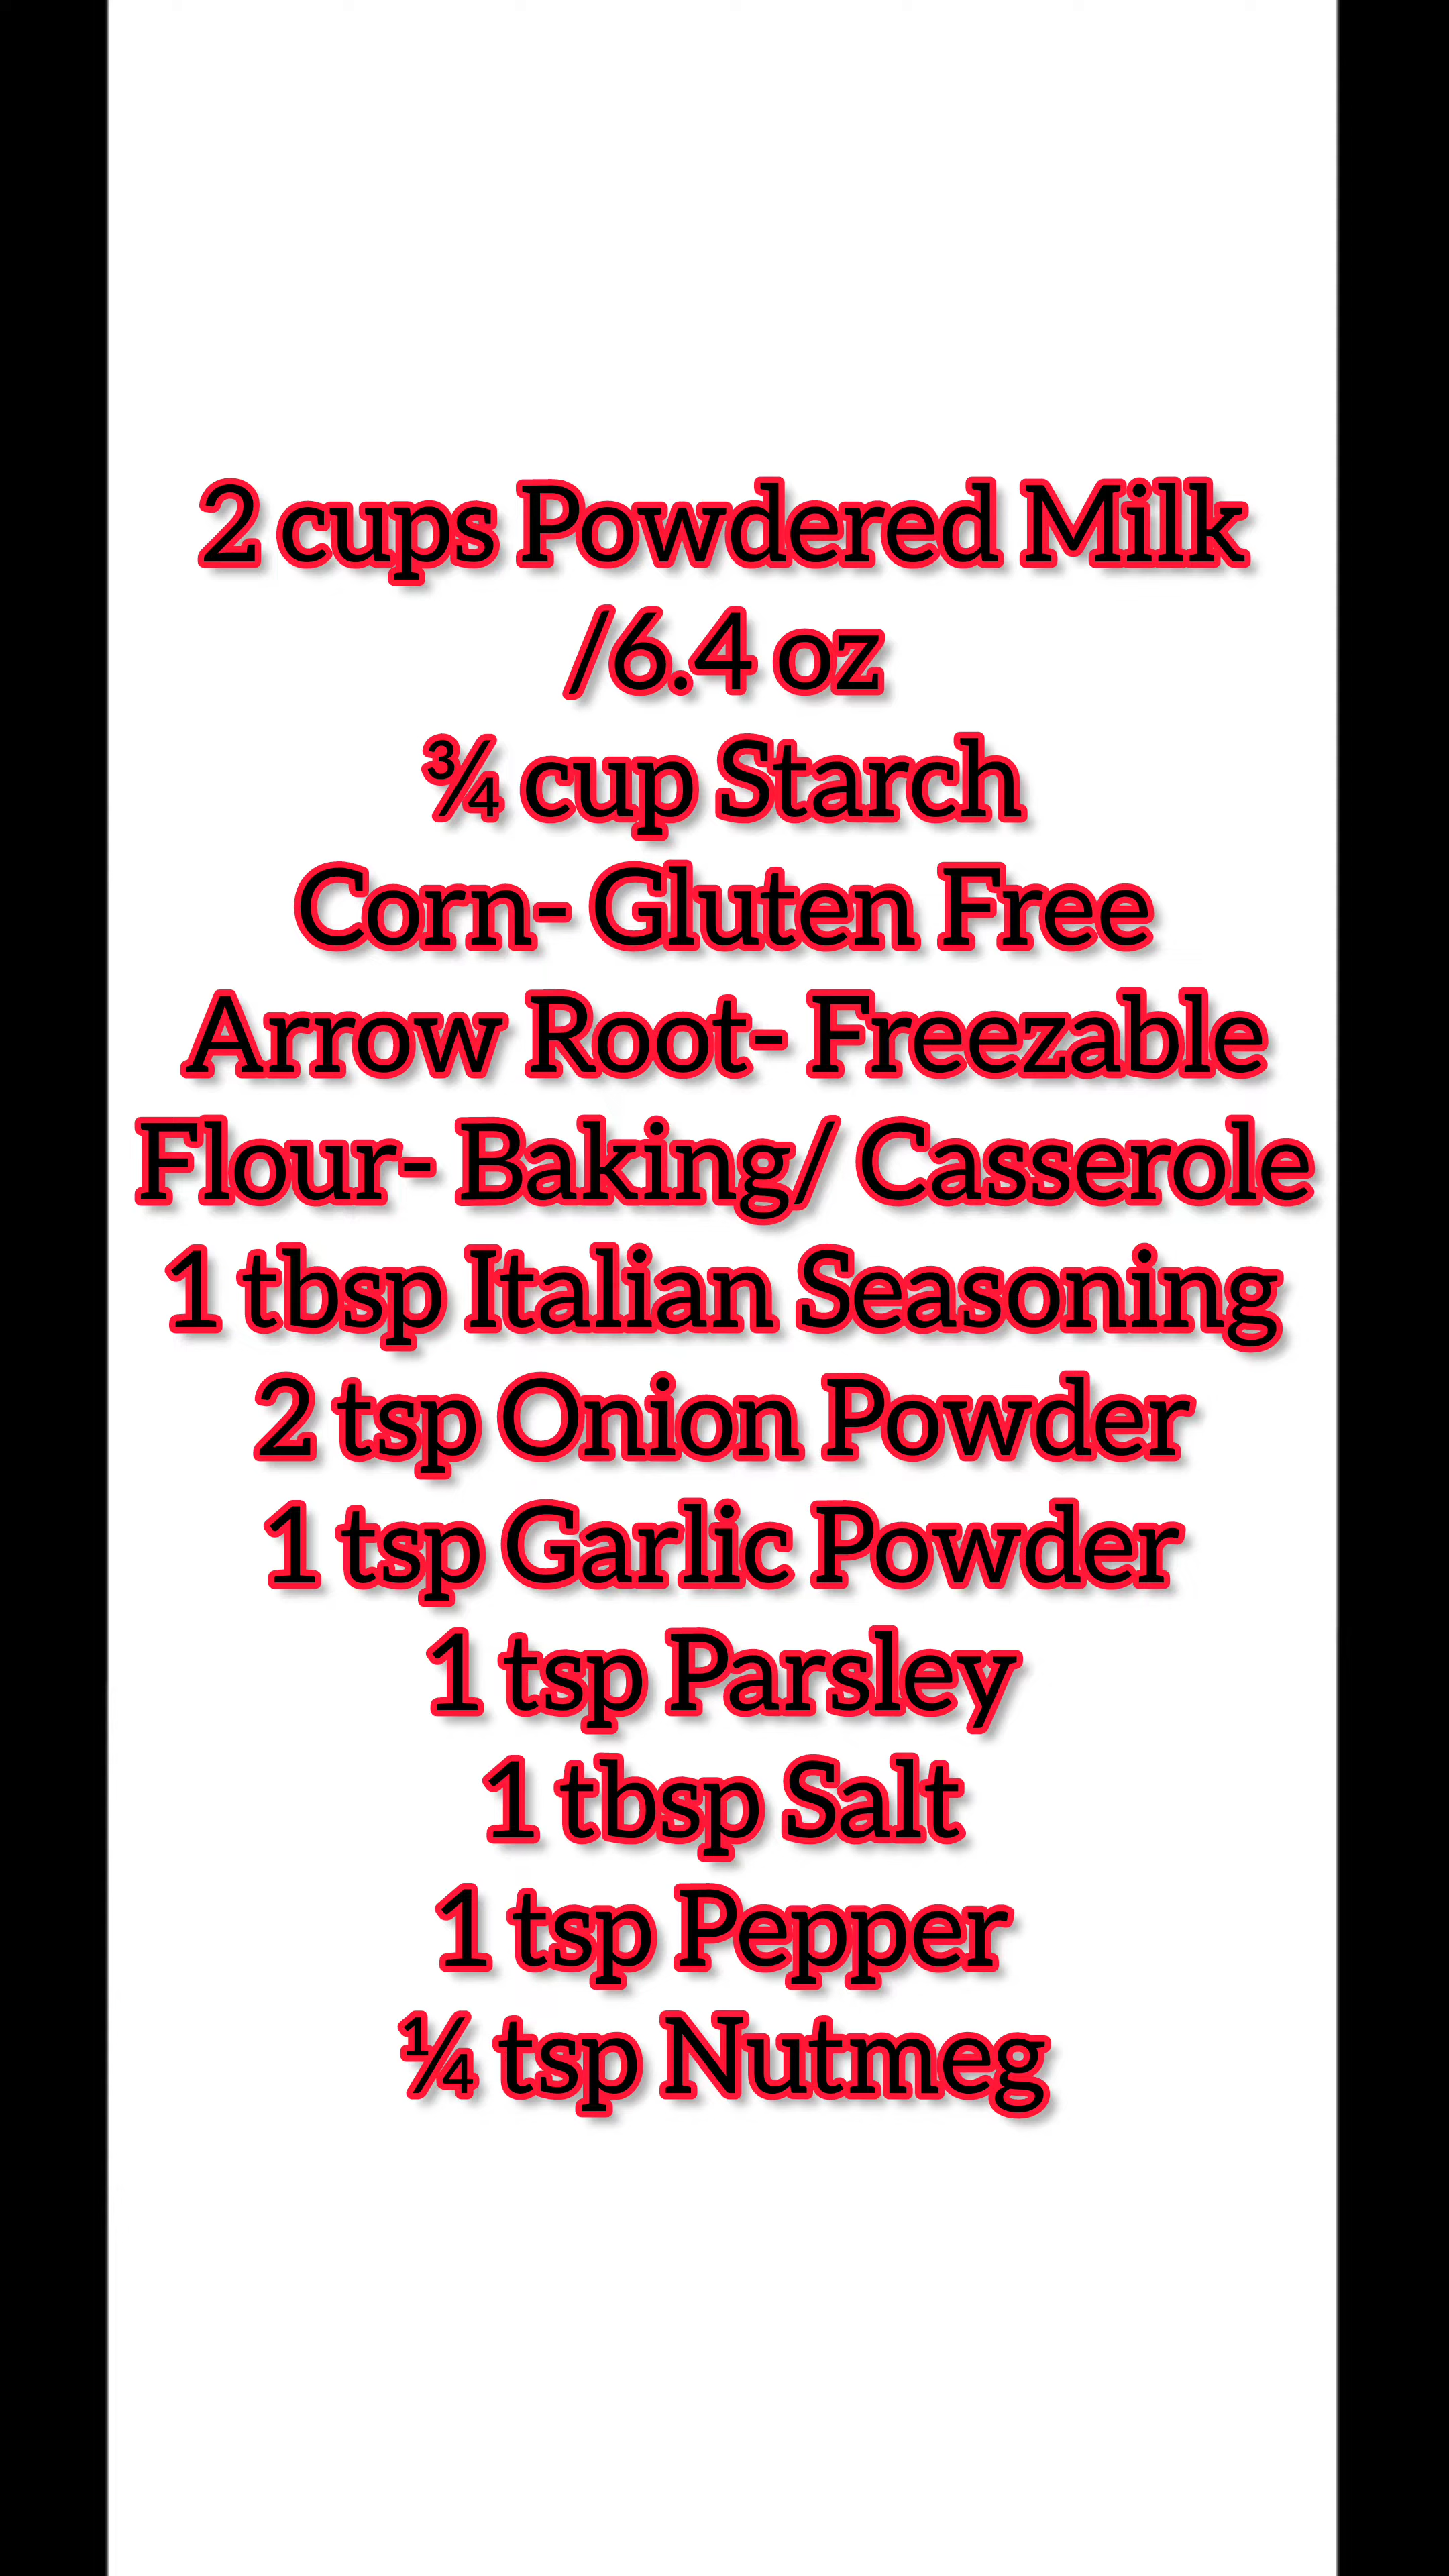 2 cups Powdered Milk
/6.4 oz
¾ cup Starch
Corn- Gluten Free
Arrow Root- Freezable
Flour- Baking/ Casserole
1 tbsp Italian Seasoning
2 tsp Onion Powder
1 tsp Garlic Powder
1 tsp Parsley
1 tbsp Salt
1 tsp Pepper
¼ tsp Nutmeg